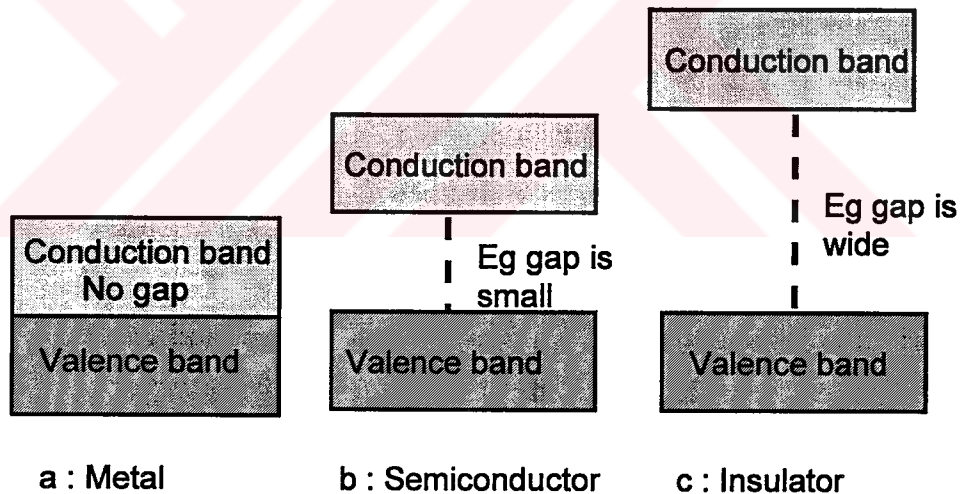 Conduction band
No gap
Valence band
a : Metal
Conduction band
Eg gap is
small
Valence band
b : Semiconductor
Conduction band
Eg gap is
wide
Valence band
c : Insulator